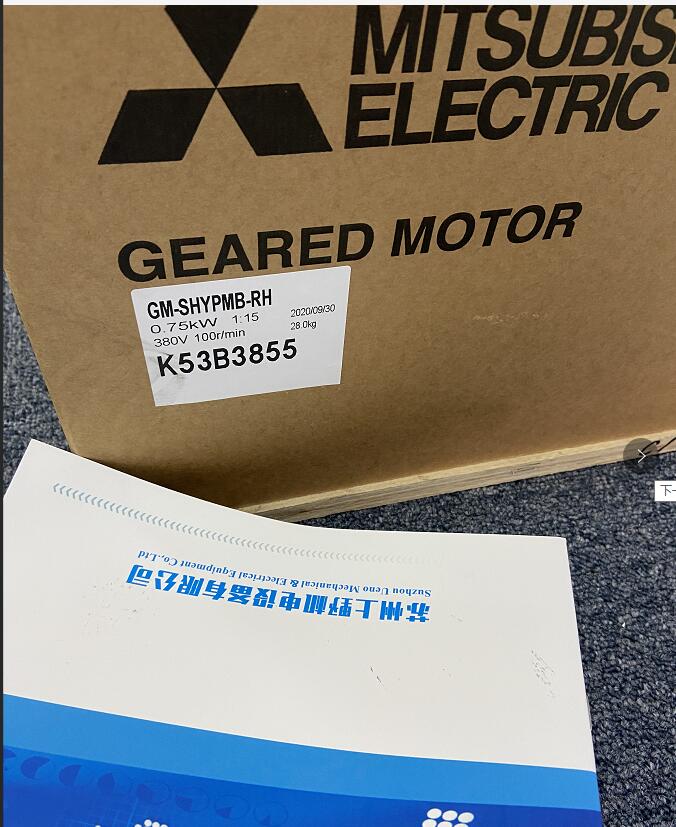 MITSUBIS
ELECTRIC
GEARED MOTOR
GM-SHYPMB-RH
0.75kW 1:15 2020/09/30
380V 100r/min 28.0kg
K53B3855
苏州上野机电设备有限公司
Suzhou Ueno Mechanical & Electrical Equipment Co.,Ltd
下一